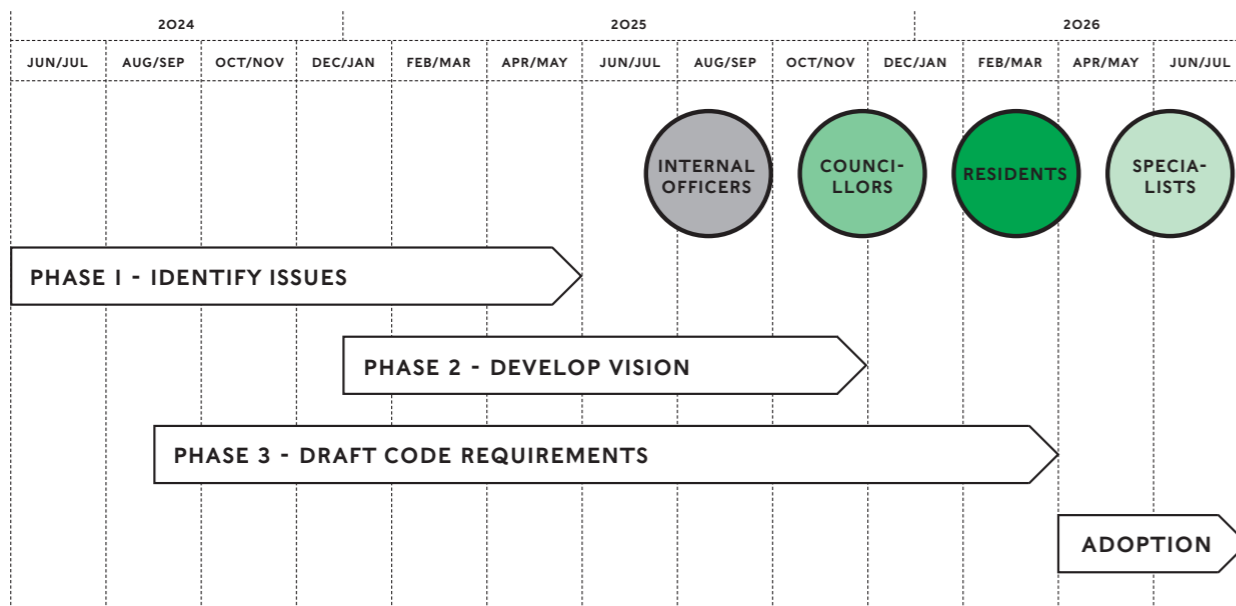 2024 2025 2026
JUN/JUL AUG/SEP OCT/NOV DEC/JAN FEB/MAR APR/MAY JUN/JUL AUG/SEP OCT/NOV DEC/JAN FEB/MAR APR/MAY JUN/JUL
INTERNAL
OFFICERS
COUNCI-
LLORS
RESIDENTS
SPECIA-
LISTS
PHASE 1 - IDENTIFY ISSUES
PHASE 2 - DEVELOP VISION
PHASE 3 - DRAFT CODE REQUIREMENTS
ADOPTION